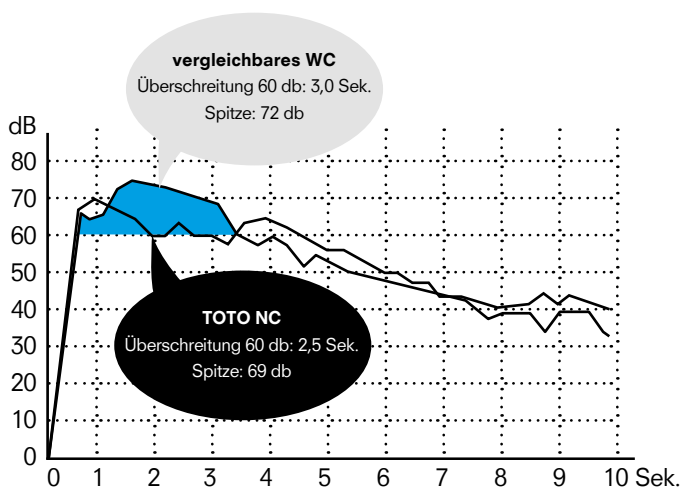 vergleichbares WC
Überschreitung 60 db: 3,0 Sek.
Spitze: 72 db
dB
80
70
60
50
40
30
20
10
0
TOTO NC
Überschreitung 60 db: 2,5 Sek.
Spitze: 69 db
0 1 2 3 4 5 6 7 8 9 10 Sek.